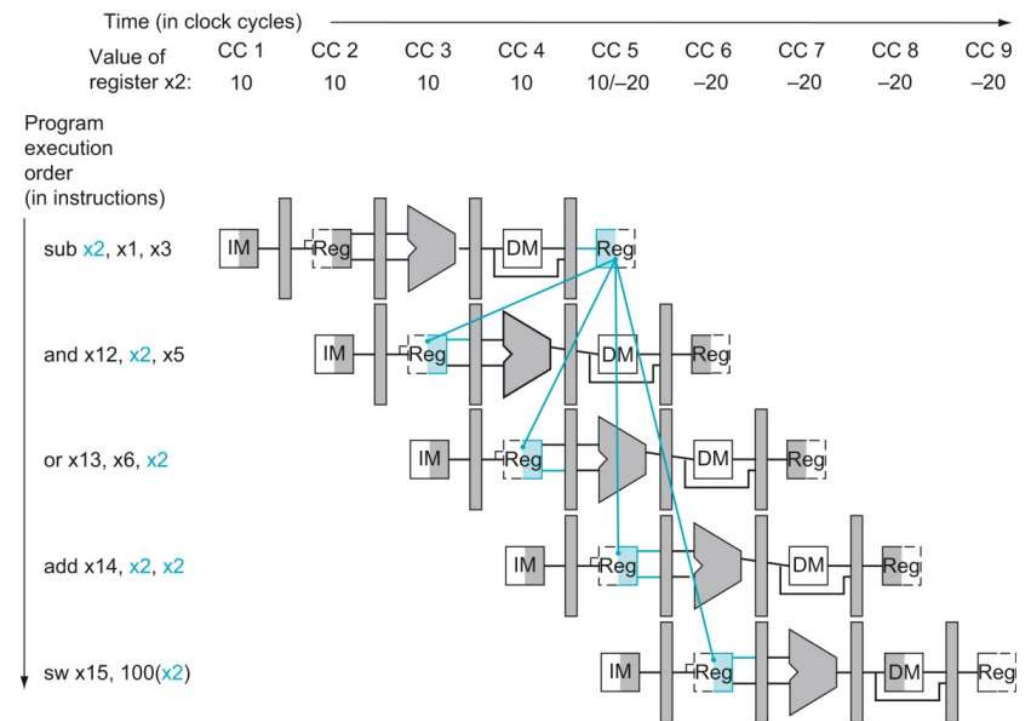 Time (in clock cycles)
Value of CC 1 CC 2 CC 3 CC 4 CC 5 CC 6 CC 7 CC 8 CC 9
register x2: 10 10 10 10 10/–20 –20 –20 –20 –20
Program
execution
order
(in instructions)
sub x2, x1, x3 IM Reg DM Reg
and x12, x2, x5 IM Reg DM Reg
or x13, x6, x2 IM Reg DM Reg
add x14, x2, x2 IM Reg DM Reg
sw x15, 100(x2) IM Reg DM Reg